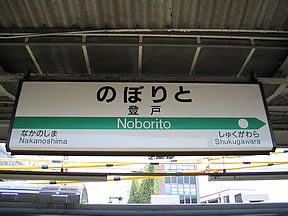 のぼりと
登戸
Noborito
なかのしま
Nakanoshima
しゅくがわら
Shukugawara